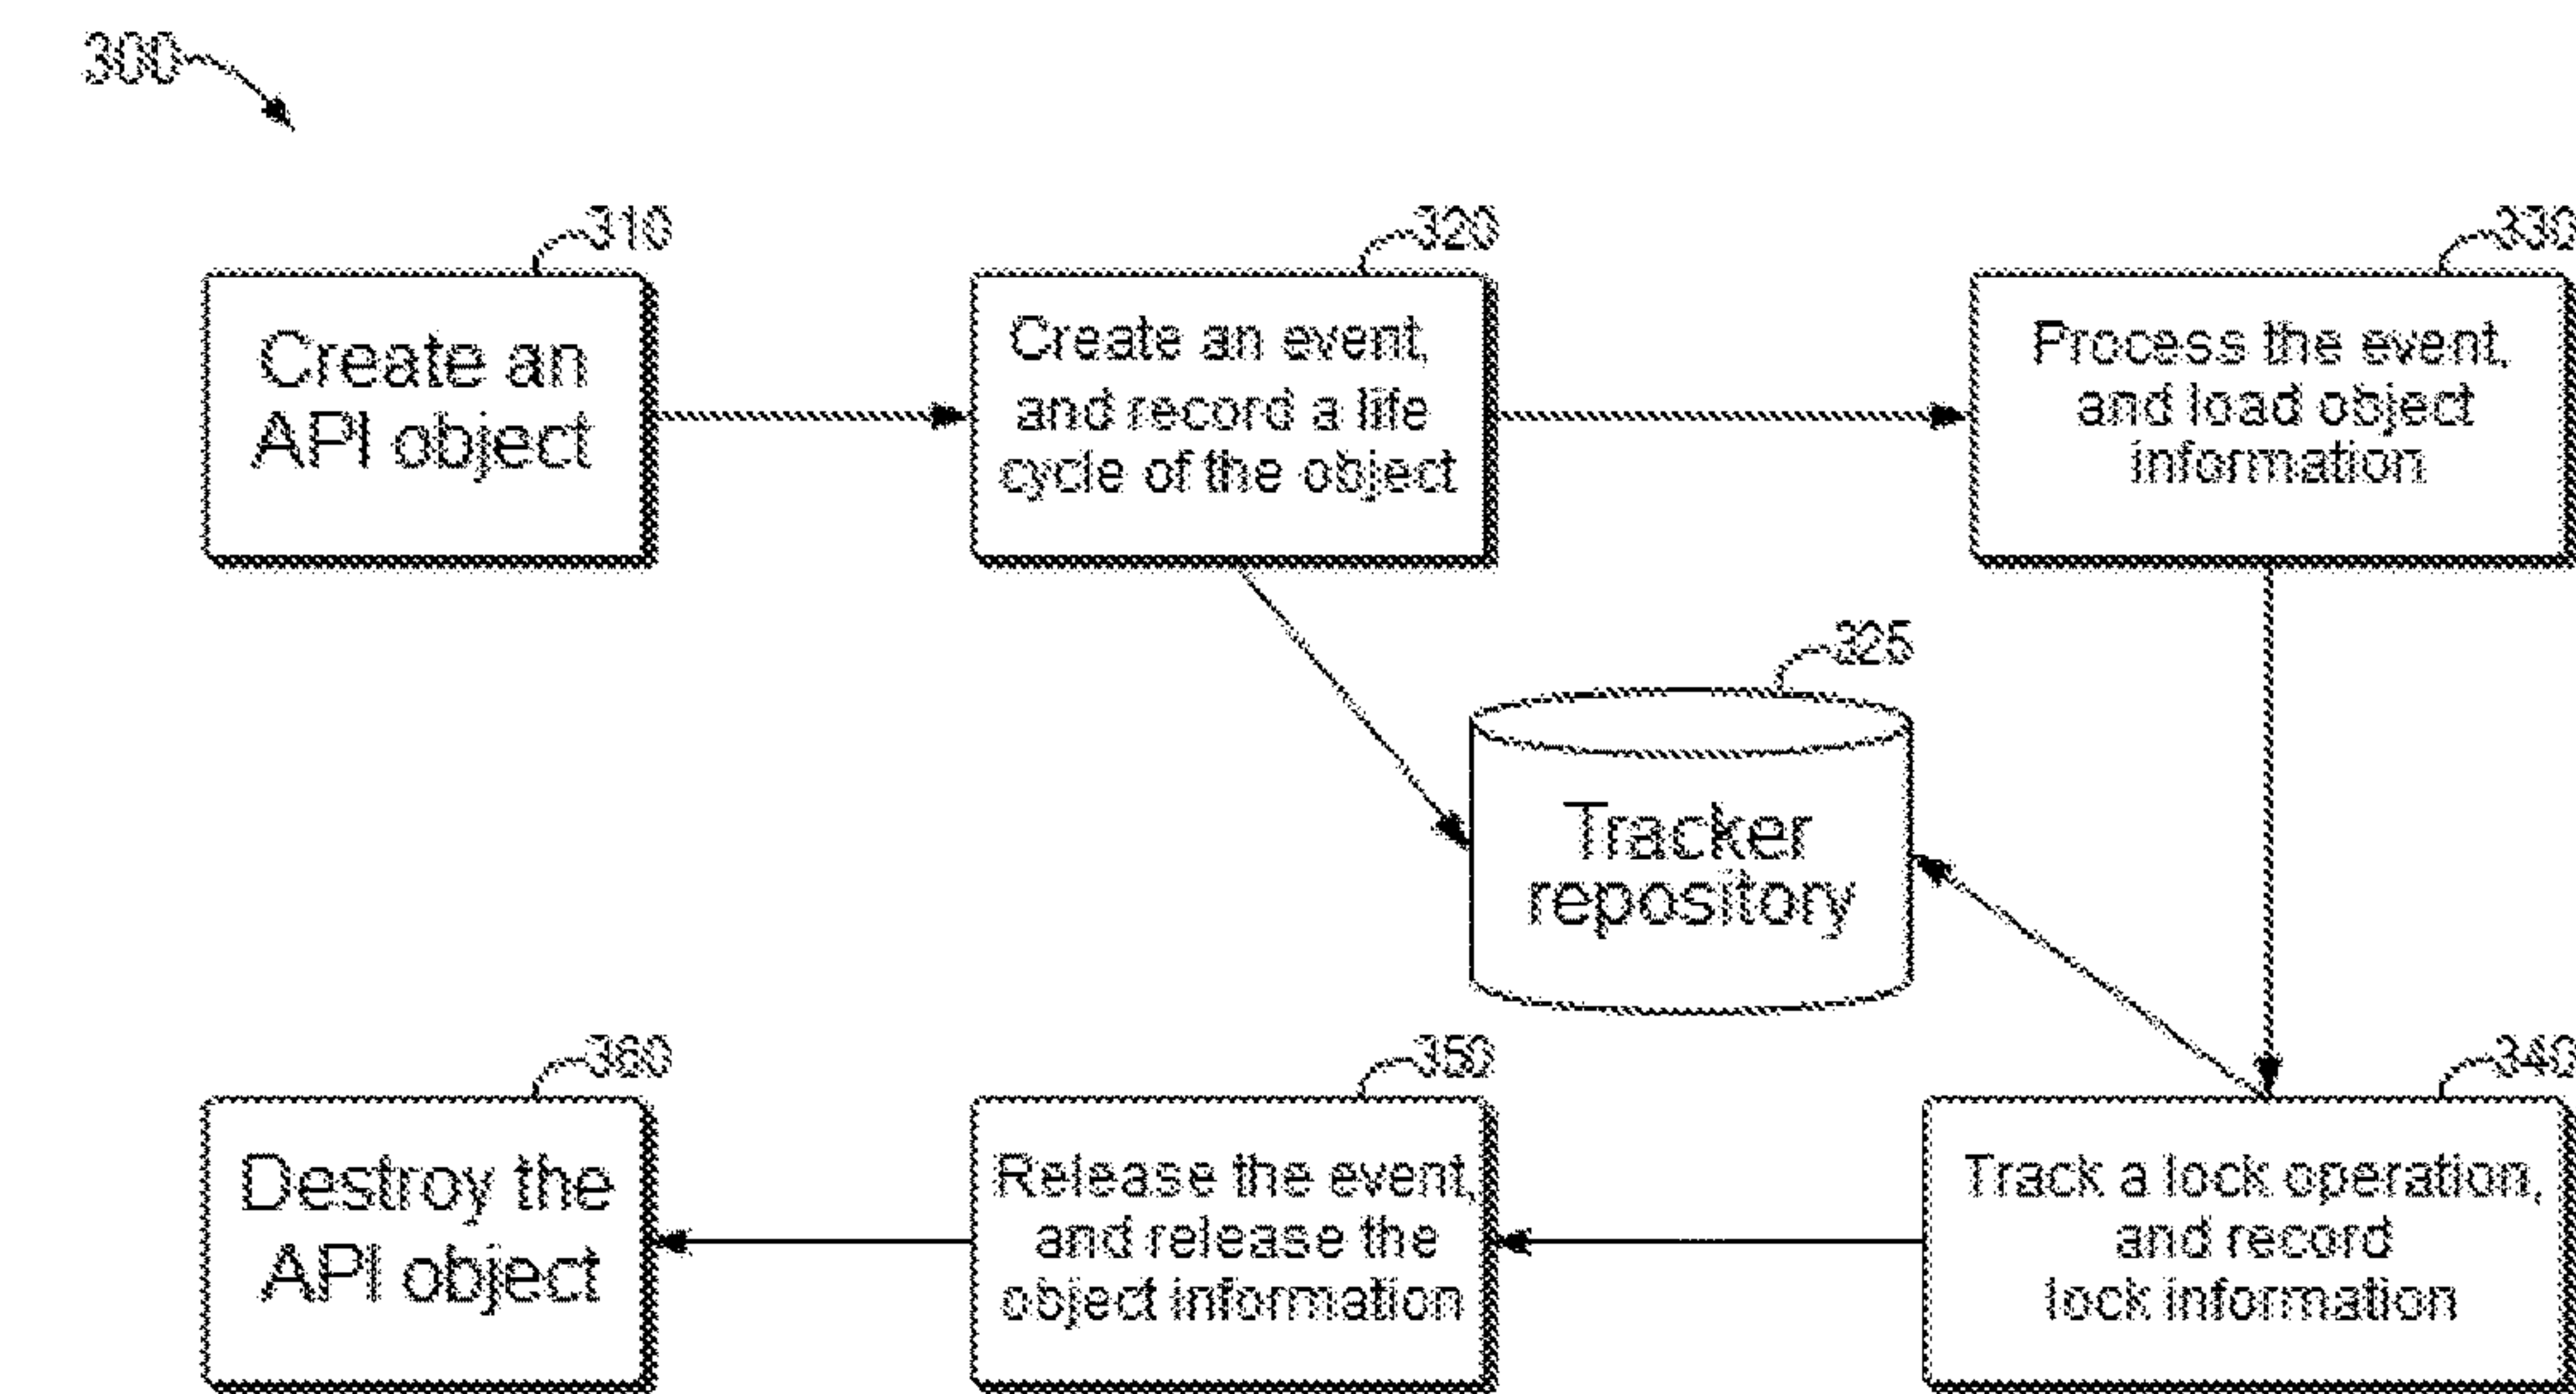 300
310
Create an
API object
320
Create an event,
and record a life
cycle of the object
330
Process the event,
and load object
information
325
Tracker
repository
360
Destroy the
API object
350
Release the event,
and release the
object information
340
Track a lock operation,
and record
lock information